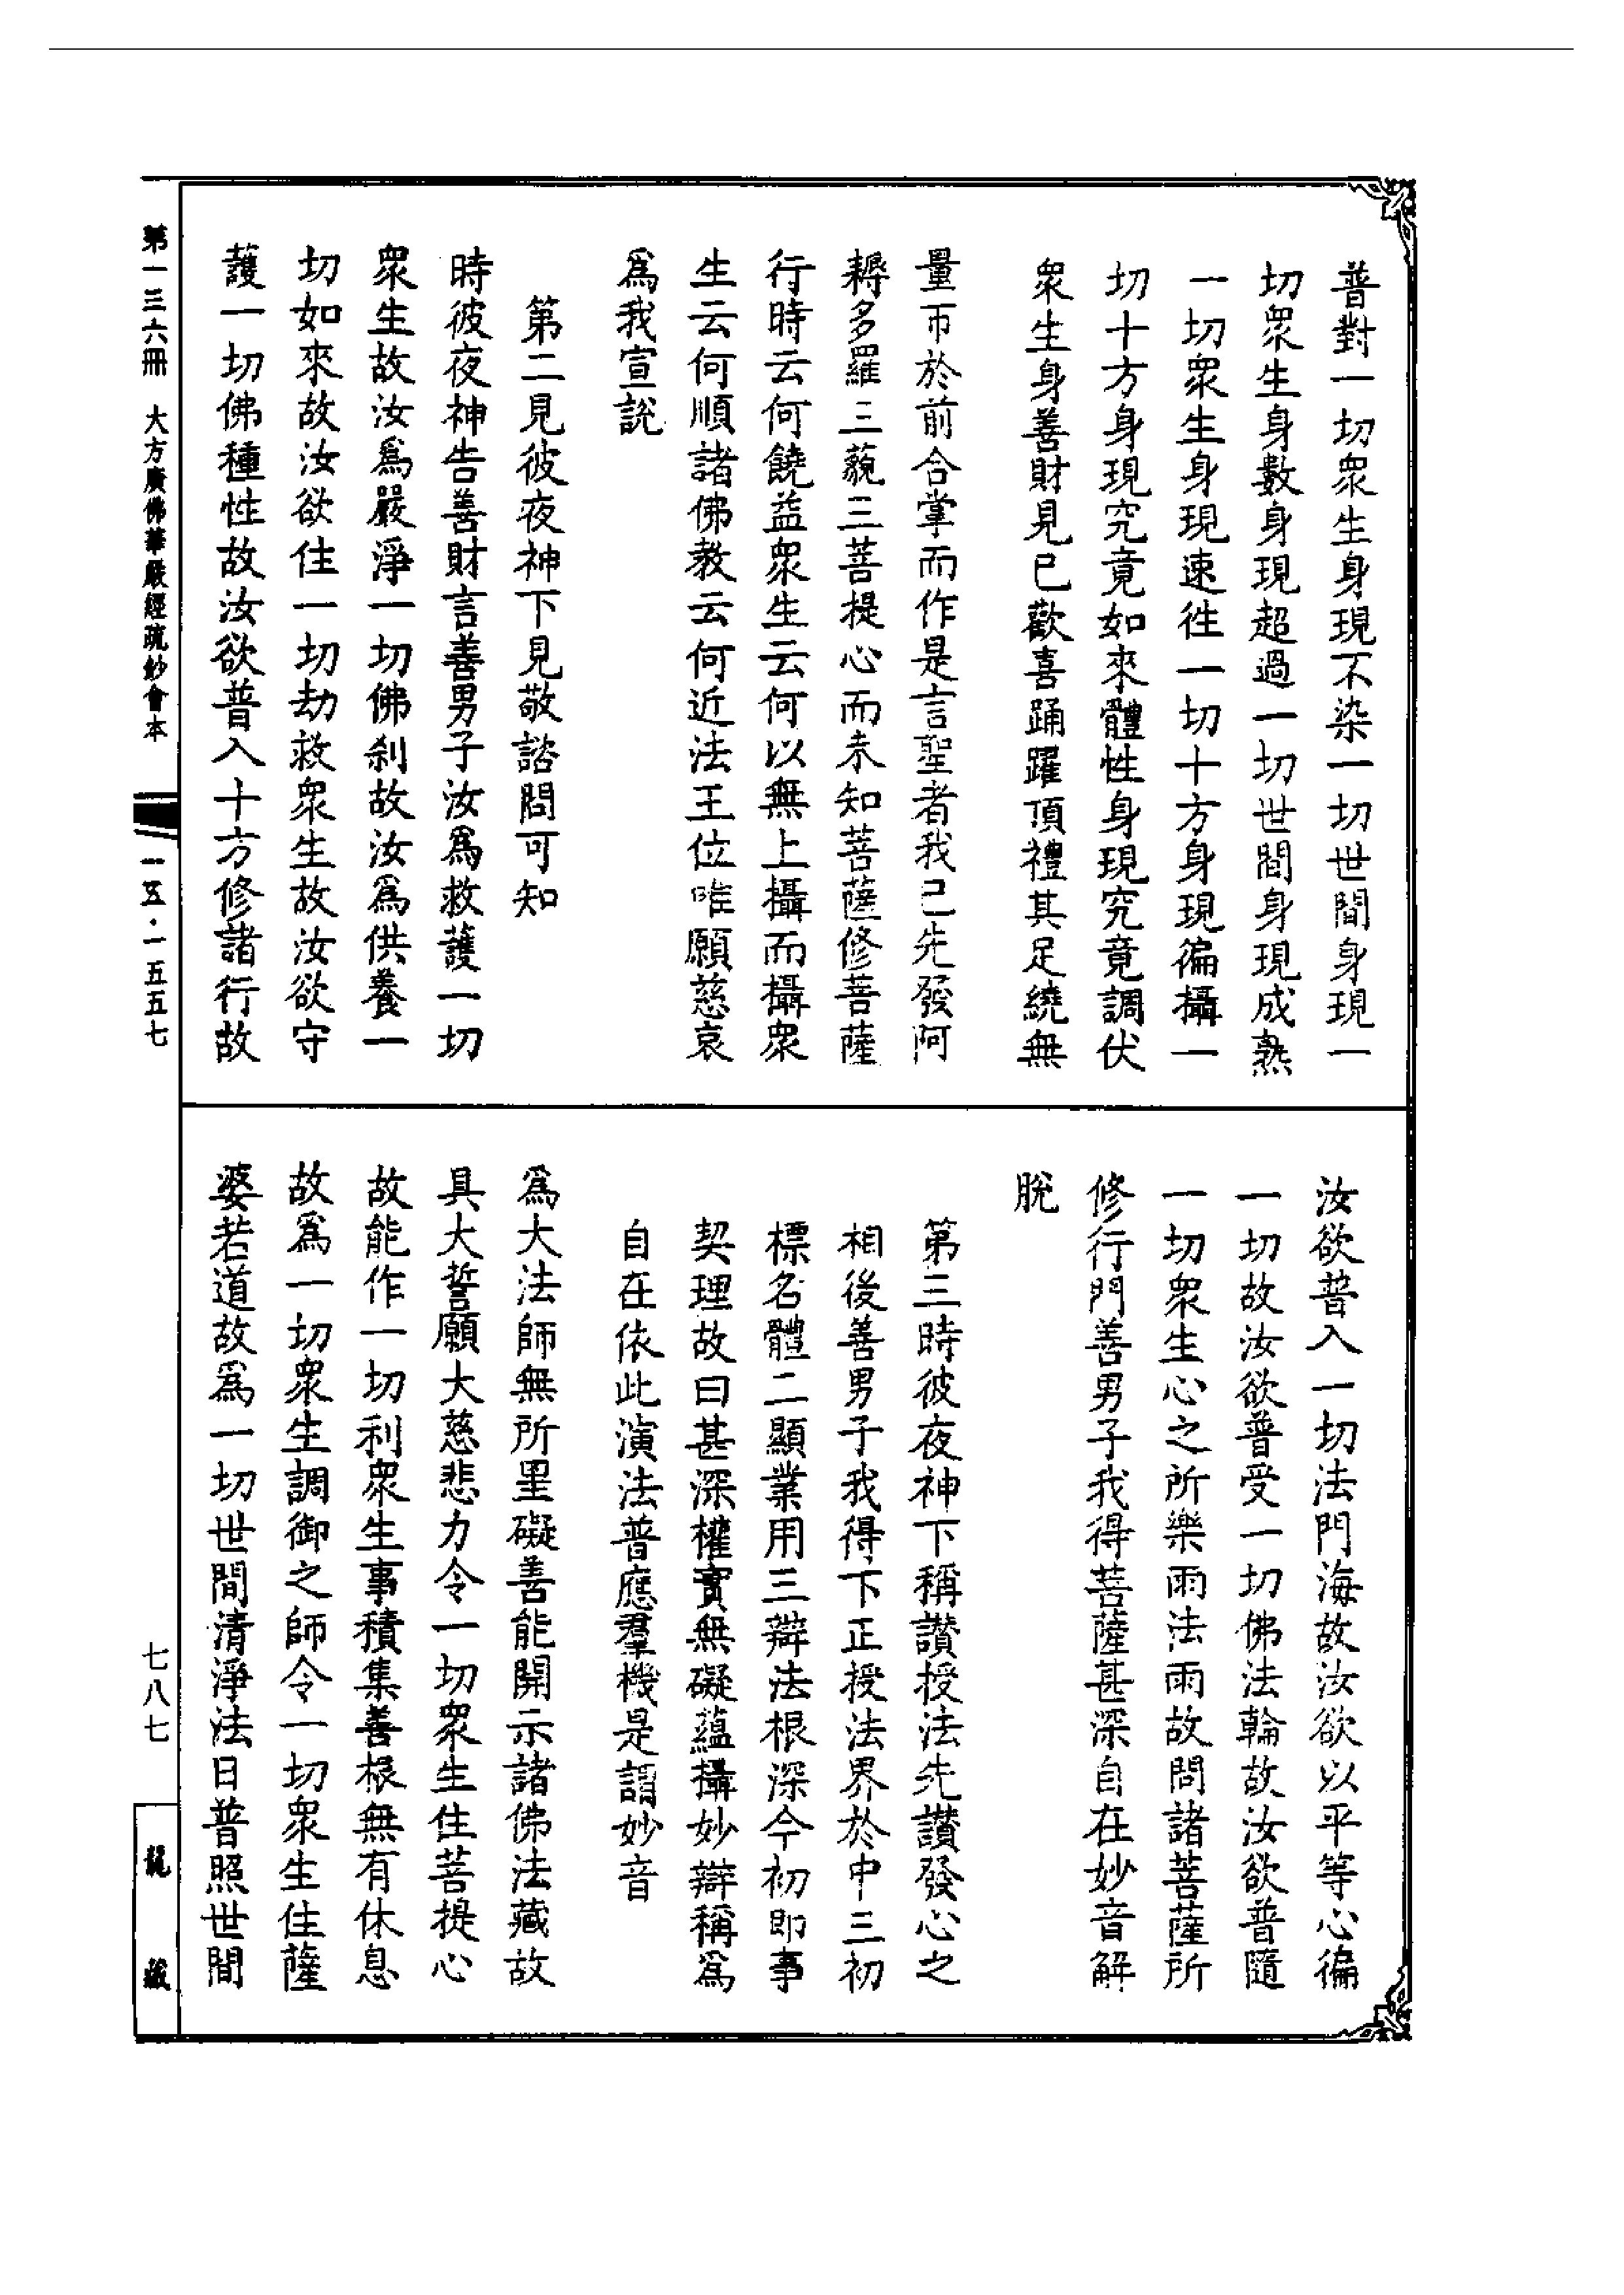 普對一切衆生身現不染一切世間身現一
切衆生身數身現超過一切世間身現成熟
一切衆生身現速徃一切十方身現徧攝一
切十方身現究竟如來體性身現究竟調伏
衆生身善財見已歡喜踊躍頂禮其足繞無
量帀於前合掌而作是言聖者我已先發阿
耨多羅三藐三菩提心而未知菩薩修菩薩
行時云何饒益衆生云何以無上攝而攝衆
生云何順諸佛教云何近法王位唯願慈哀
爲我宣說
第二見彼夜神下見敬諮問可知
時彼夜神告善財言善男子汝爲救護一切
衆生故汝爲嚴淨一切佛刹故汝爲供養一
切如來故汝欲住一切劫救衆生故汝欲守
護一切佛種性故汝欲普入十方修諸行故
汝欲普入一切法門海故汝欲以平等心徧
一切故汝欲普受一切佛法輪故汝欲普隨
一切衆生心之所樂雨法雨故問諸菩薩所
修行門善男子我得菩薩甚深自在妙音解
脫
第三時彼夜神下稱讃授法先讃發心之
相後善男子我得下正授法界於中三初
標名體二顯業用三辯法根深今初即事
契理故曰甚深權實無礙蘊攝妙辯稱爲
自在依此演法普應羣機是謂妙音
爲大法師無所罣礙善能開示諸佛法藏故
具大誓願大慈悲力令一切衆生住菩提心
故能作一切利衆生事積集善根無有休息
故爲一切衆生調御之師令一切衆生住薩
婆若道故爲一切世間清淨法日普照世間
第一三六冊　大方廣佛華嚴經疏鈔會本
一五·一五五七
七八七
龍藏